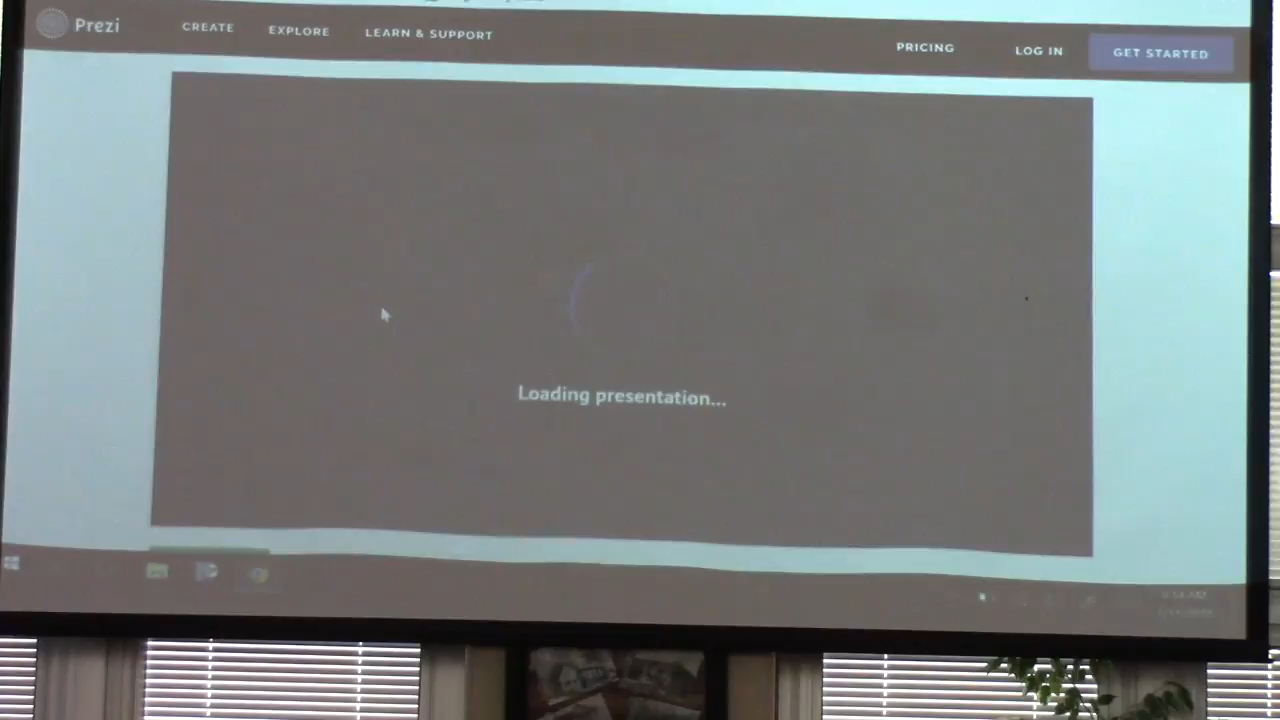 Prezi CREATE EXPLORE LEARN & SUPPORT PRICING LOG IN GET STARTED
Loading presentation...